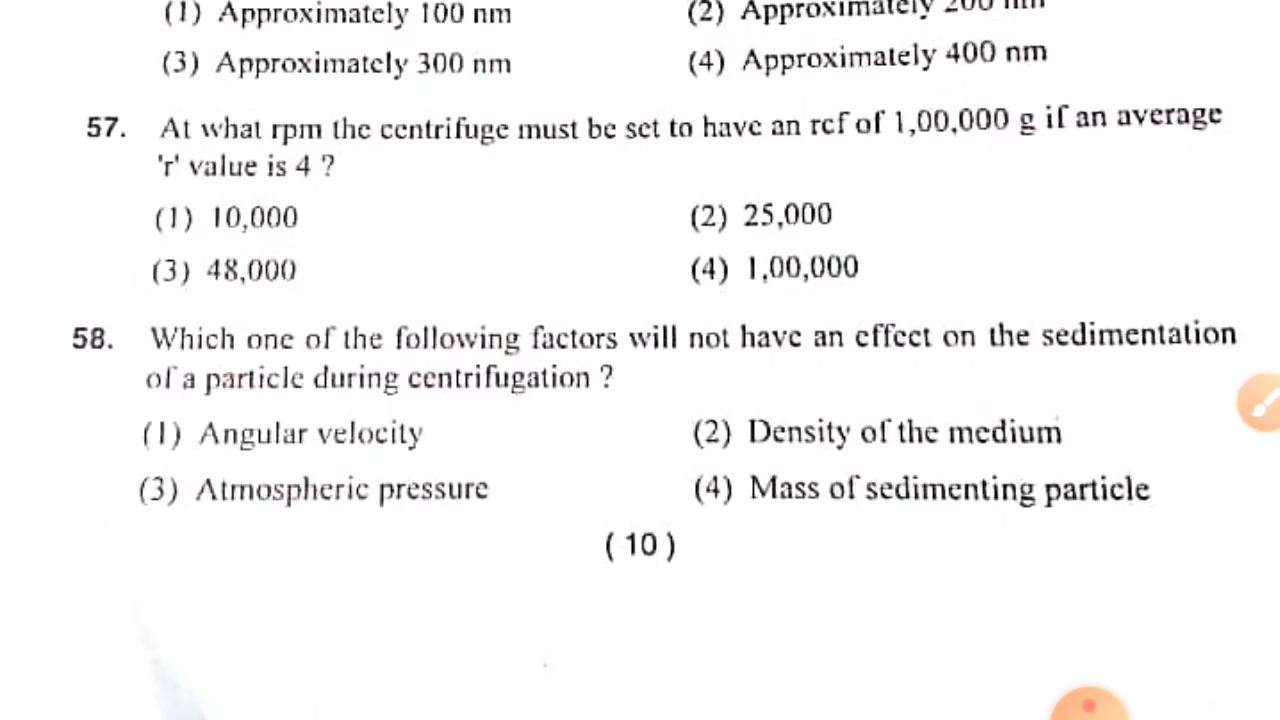 (1) Approximately 100 nm
(2) Approximately 200 nm
(3) Approximately 300 nm
(4) Approximately 400 nm
57. At what rpm the centrifuge must be set to have an rcf of 1,00,000 g if an average
'r' value is 4 ?
(1) 10,000
(2) 25,000
(3) 48,000
(4) 1,00,000
58. Which one of the following factors will not have an effect on the sedimentation
of a particle during centrifugation ?
(1) Angular velocity
(2) Density of the medium
(3) Atmospheric pressure
(4) Mass of sedimenting particle
( 10 )